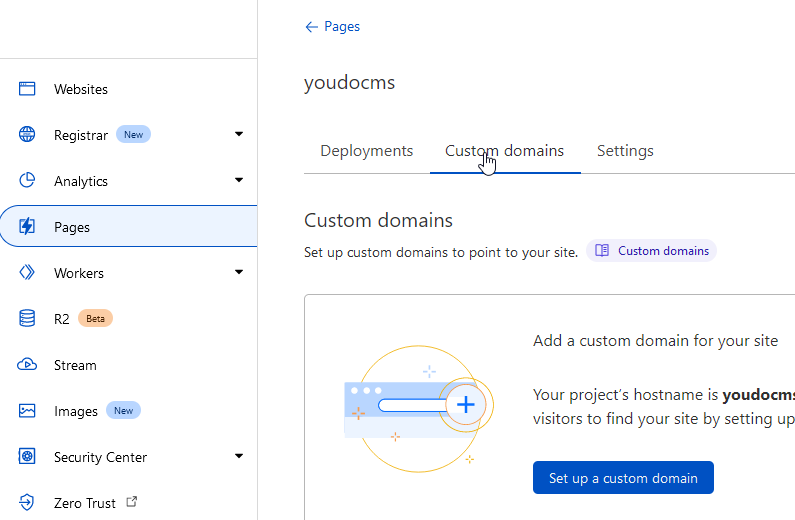 Pages
youdocms
Websites
Registrar New
Analytics
Pages
Workers
R2 Beta
Stream
Images New
Security Center
Zero Trust
Deployments Custom domains Settings
Custom domains
Set up custom domains to point to your site. Custom domains
Add a custom domain for your site
Your project's hostname is youdocms
visitors to find your site by setting up
Set up a custom domain